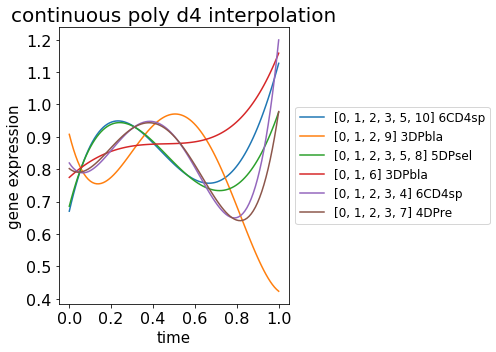 continuous poly d4 interpolation
gene expression
1.2
1.1
1.0
0.9
0.8
0.7
0.6
0.5
0.4
0.0 0.2 0.4 0.6 0.8 1.0
time
[0, 1, 2, 3, 5, 10] 6CD4sp
[0, 1, 2, 9] 3DPbla
[0, 1, 2, 3, 5, 8] 5DPsel
[0, 1, 6] 3DPbla
[0, 1, 2, 3, 4] 6CD4sp
[0, 1, 2, 3, 7] 4DPre